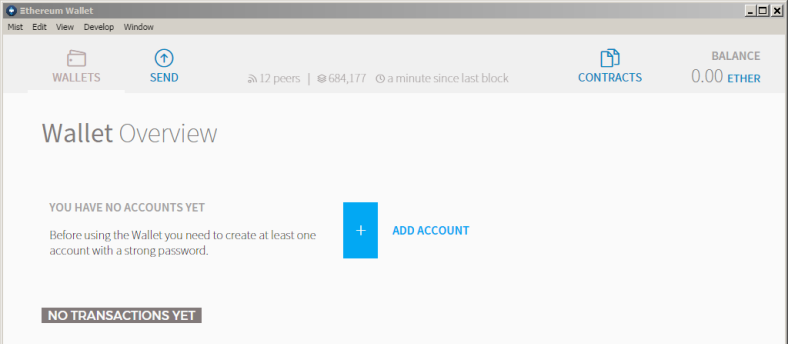 Ethereum Wallet
Mist Edit View Develop Window
WALLETS SEND 12 peers | 684,177 a minute since last block CONTRACTS
BALANCE
0.00 ETHER
Wallet Overview
YOU HAVE NO ACCOUNTS YET
Before using the Wallet you need to create at least one
account with a strong password.
+ ADD ACCOUNT
NO TRANSACTIONS YET